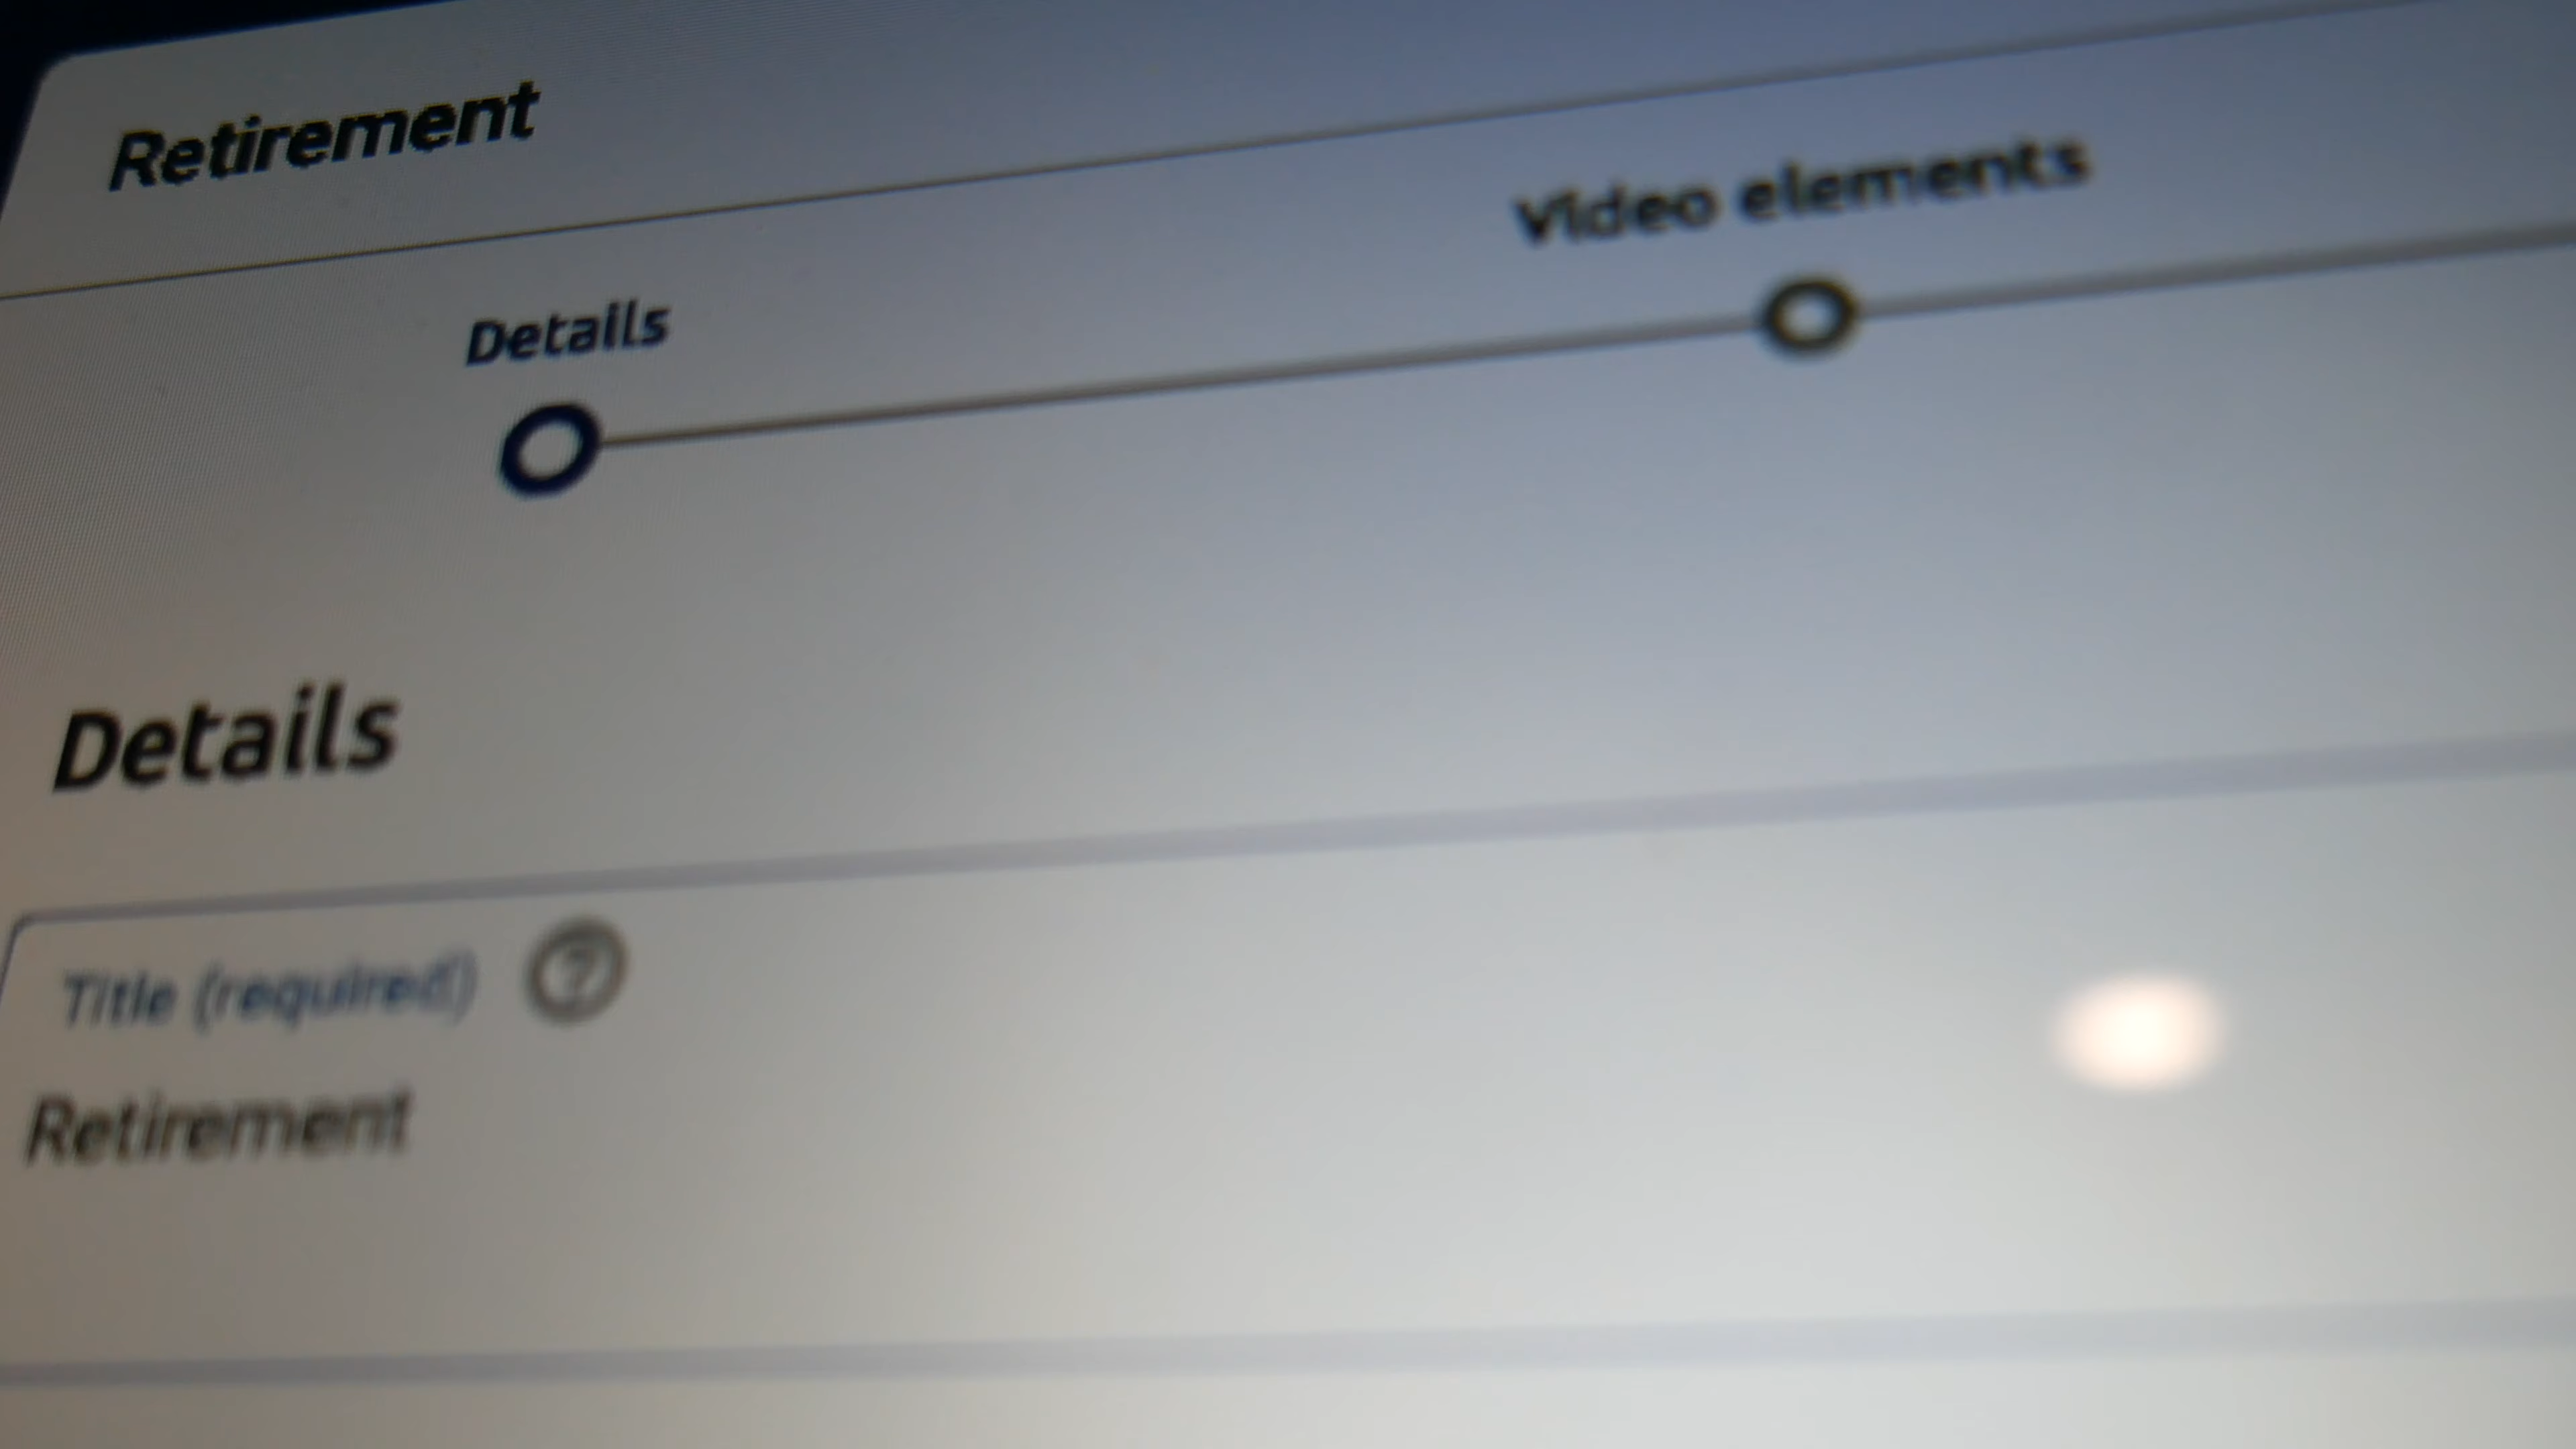 Retirement
Details
Video elements
Details
Title (required) ?
Retirement